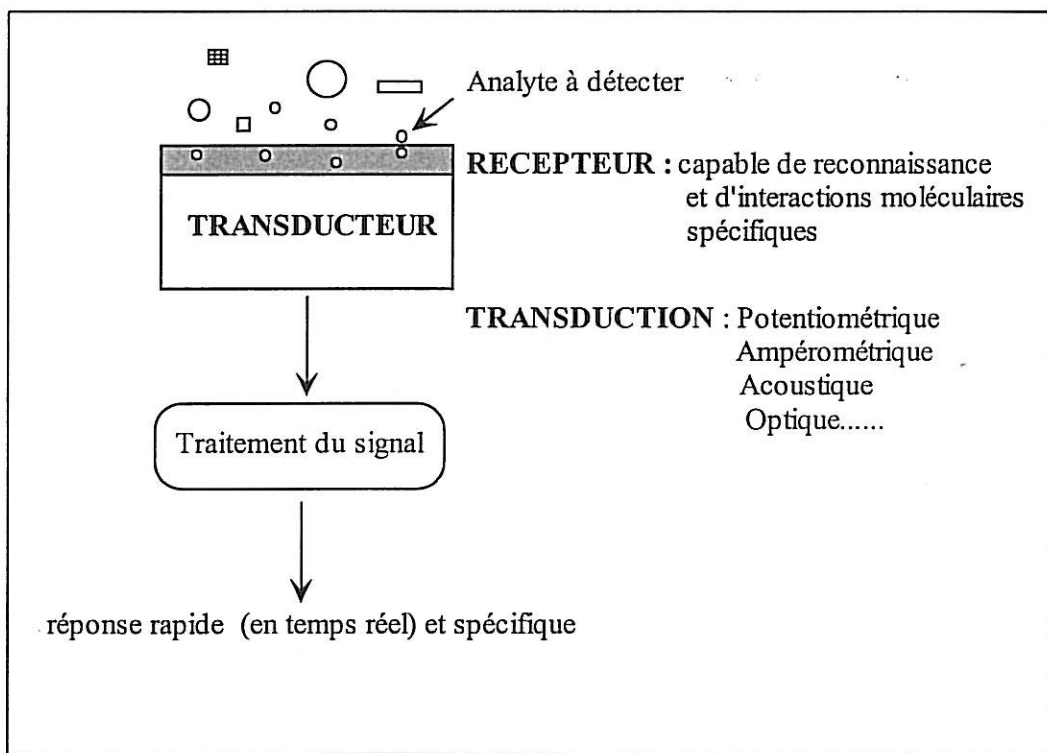 Analyte à détecter
RECEPTEUR : capable de reconnaissance
et d'interactions moléculaires
spécifiques
TRANSDUCTEUR
TRANSDUCTION : Potentiométrique
Ampérométrique
Acoustique
Optique......
Traitement du signal
réponse rapide (en temps réel) et spécifique